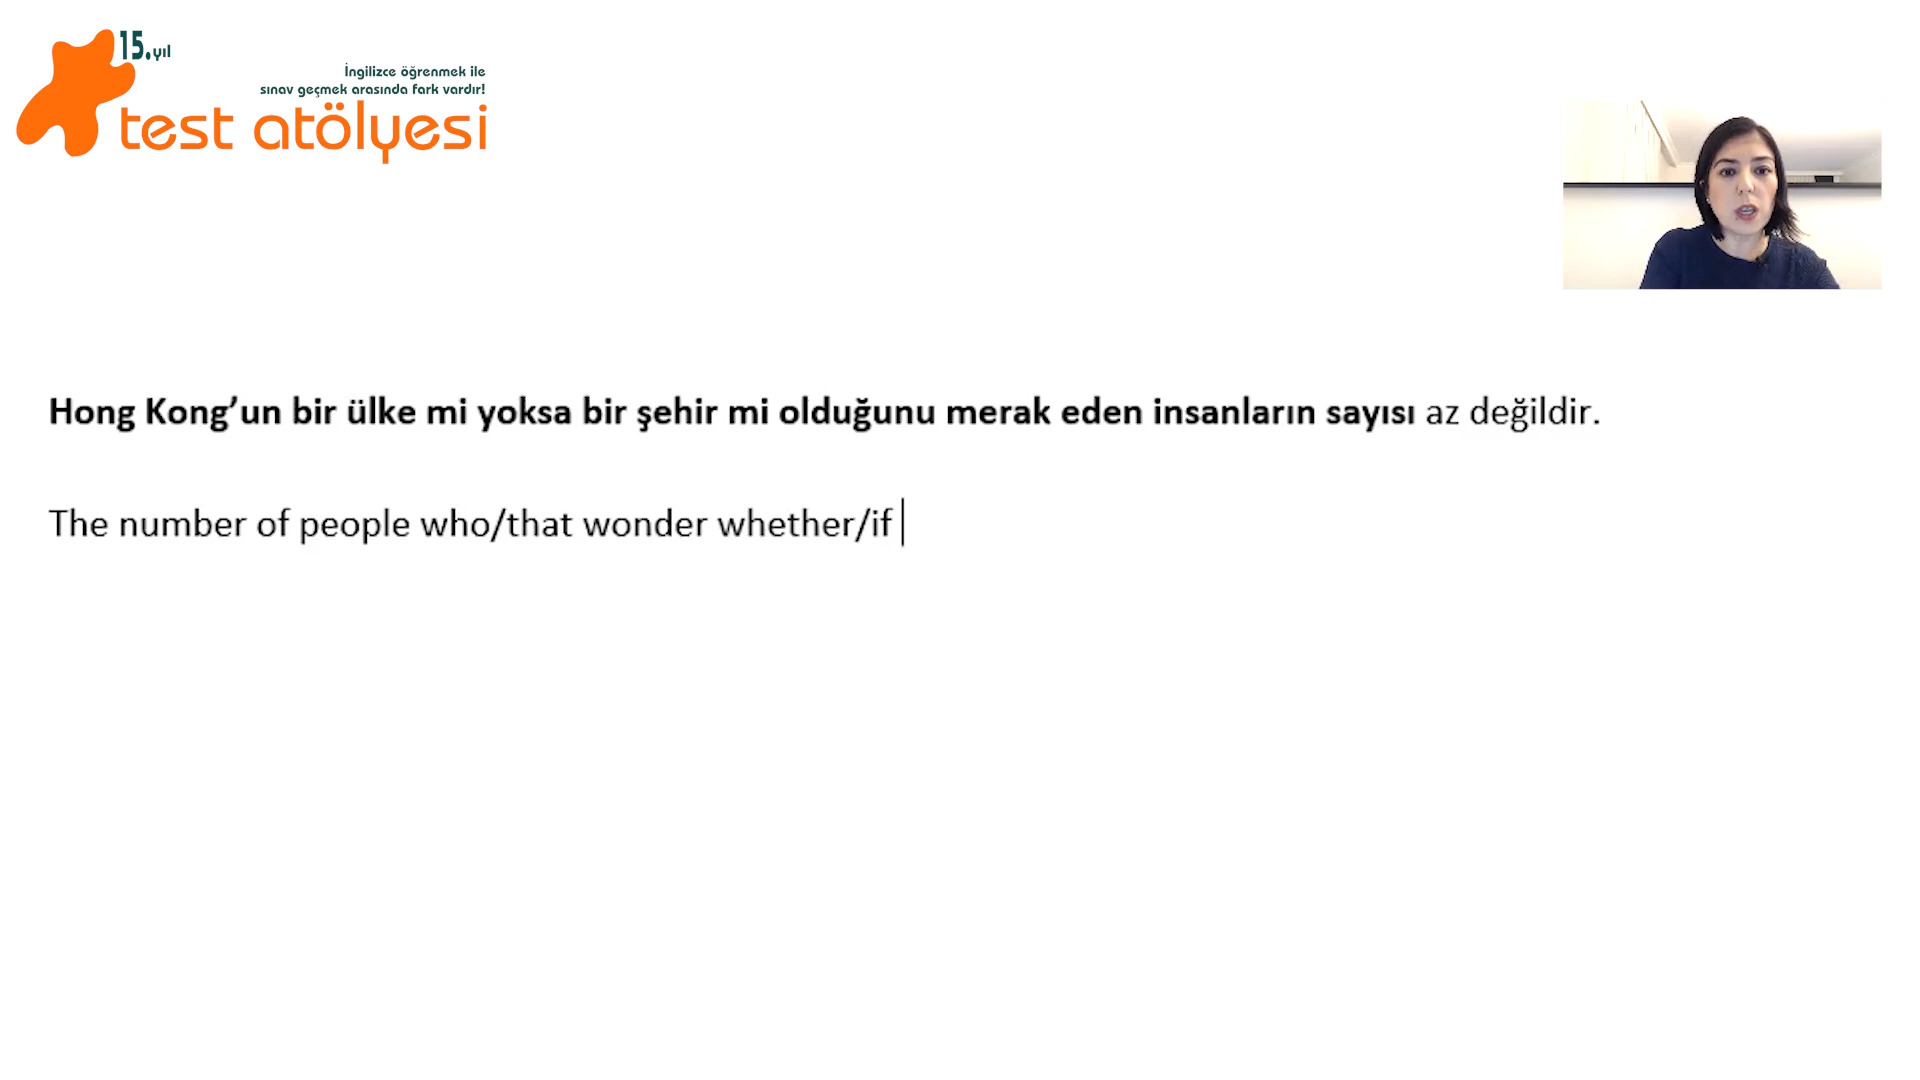 15.yıl
İngilizce öğrenmek ile
sınav geçmek arasında fark vardır!
test atölyesi
Hong Kong’un bir ülke mi yoksa bir şehir mi olduğunu merak eden insanların sayısı az değildir.
The number of people who/that wonder whether/if